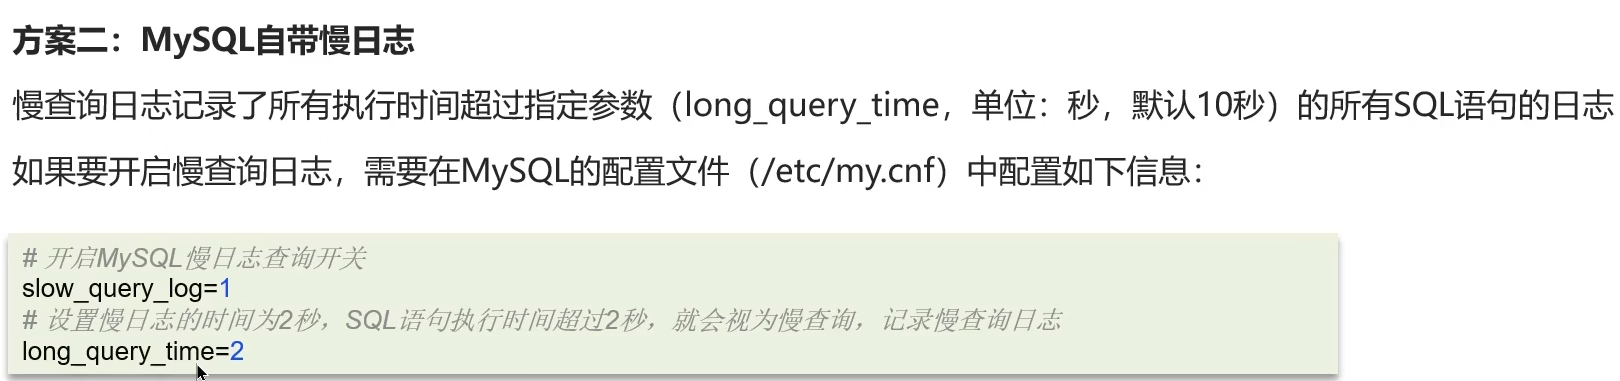 方案二：MySQL自带慢日志
慢查询日志记录了所有执行时间超过指定参数（long_query_time，单位：秒，默认10秒）的所有SQL语句的日志
如果要开启慢查询日志，需要在MySQL的配置文件（/etc/my.cnf）中配置如下信息：
# 开启MySQL慢日志查询开关
slow_query_log=1
# 设置慢日志的时间为2秒，SQL语句执行时间超过2秒，就会视为慢查询，记录慢查询日志
long_query_time=2